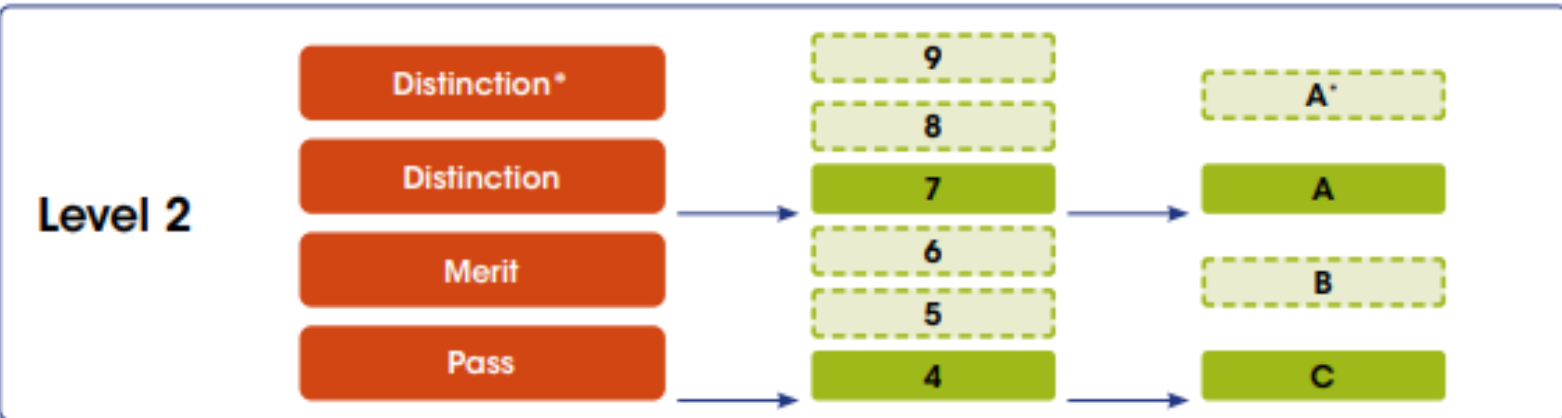 Level 2
Distinction*
Distinction
Merit
Pass
9
8
7
6
5
4
A*
A
B
C